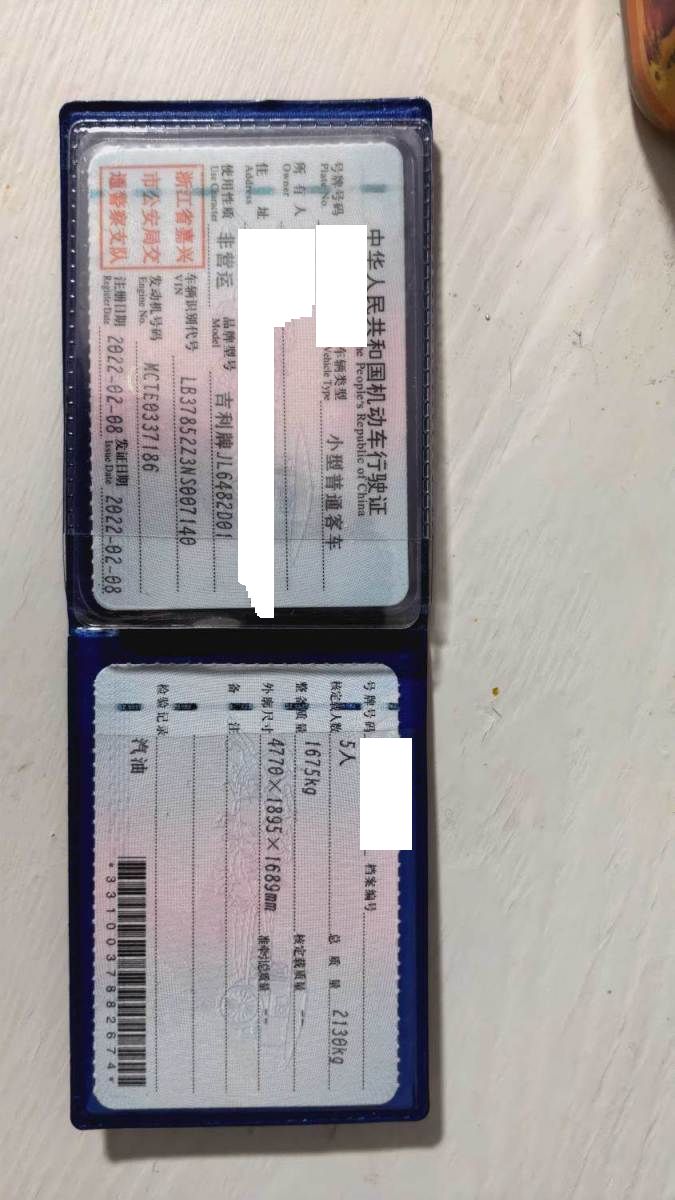 中华人民共和国机动车行驶证
he People's Republic of China
号牌号码
Plate No.
车辆类型 小型普通客车
Vehicle Type
所有人
Owner
住址
Address
使用性质 非营运
Use Character
品牌型号 吉利牌JL6482D01
Model
浙江省嘉兴
市公安局交
通警察支队
车辆识别代号 LB37852Z3NS007140
VIN
发动机号码 MCTE0337186
Engine No.
注册日期 2022-02-08
Register Date
发证日期 2022-02-08
Issue Date
号牌号码
档案编号
核定载人数 5人
总质量 2130kg
整备质量 1675kg
核定载质量 --
外廓尺寸 4770×1895×1689mm
准牵引总质量 --
备注
检验记录
汽油
*3310037882674*